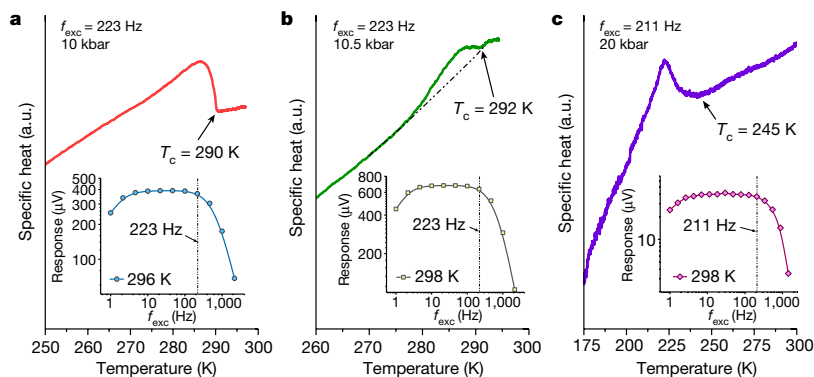 a
f_exc = 223 Hz
10 kbar
Specific heat (a.u.)
T_c = 290 K
Response (μV)
500
400
300
200
100
223 Hz
296 K
1
10
100
1,000
f_exc (Hz)
250
260
270
280
290
300
Temperature (K)
b
f_exc = 223 Hz
10.5 kbar
Specific heat (a.u.)
T_c = 292 K
Response (μV)
800
600
400
200
223 Hz
298 K
1
10
100
1,000
f_exc (Hz)
260
270
280
290
300
Temperature (K)
c
f_exc = 211 Hz
20 kbar
Specific heat (a.u.)
T_c = 245 K
Response (μV)
10
211 Hz
298 K
1
10
100
1,000
f_exc (Hz)
175
200
225
250
275
300
Temperature (K)